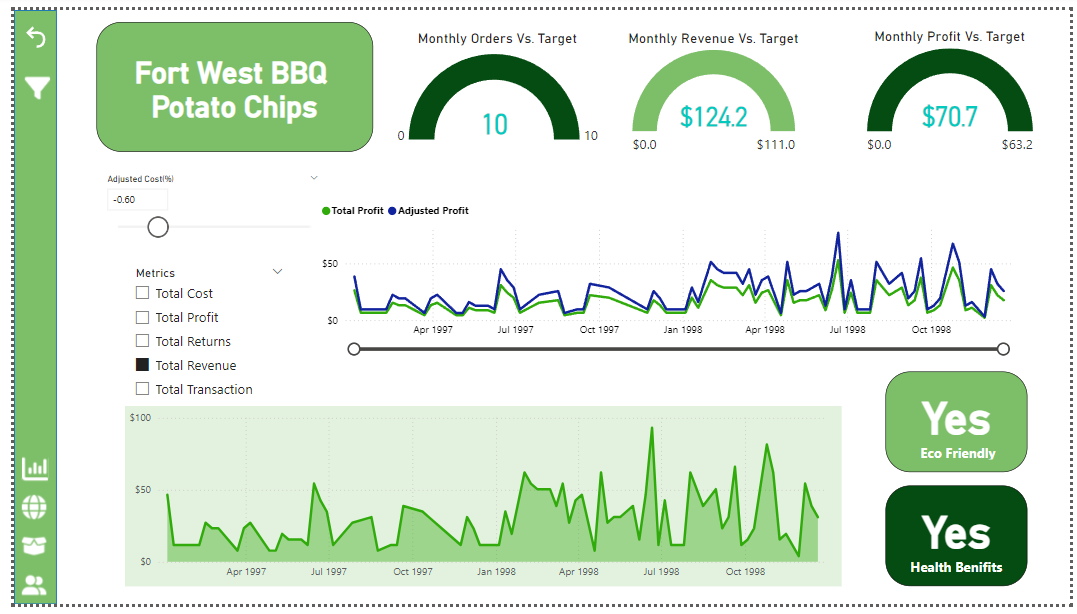 Fort West BBQ
Potato Chips
Monthly Orders Vs. Target
10
0
10
Monthly Revenue Vs. Target
$124.2
$0.0
$111.0
Monthly Profit Vs. Target
$70.7
$0.0
$63.2
Adjusted Cost(%)
-0.60
Metrics
Total Cost
Total Profit
Total Returns
Total Revenue
Total Transaction
Total Profit
Adjusted Profit
$50
$0
Apr 1997
Jul 1997
Oct 1997
Jan 1998
Apr 1998
Jul 1998
Oct 1998
$100
$50
$0
Apr 1997
Jul 1997
Oct 1997
Jan 1998
Apr 1998
Jul 1998
Oct 1998
Yes
Eco Friendly
Yes
Health Benifits